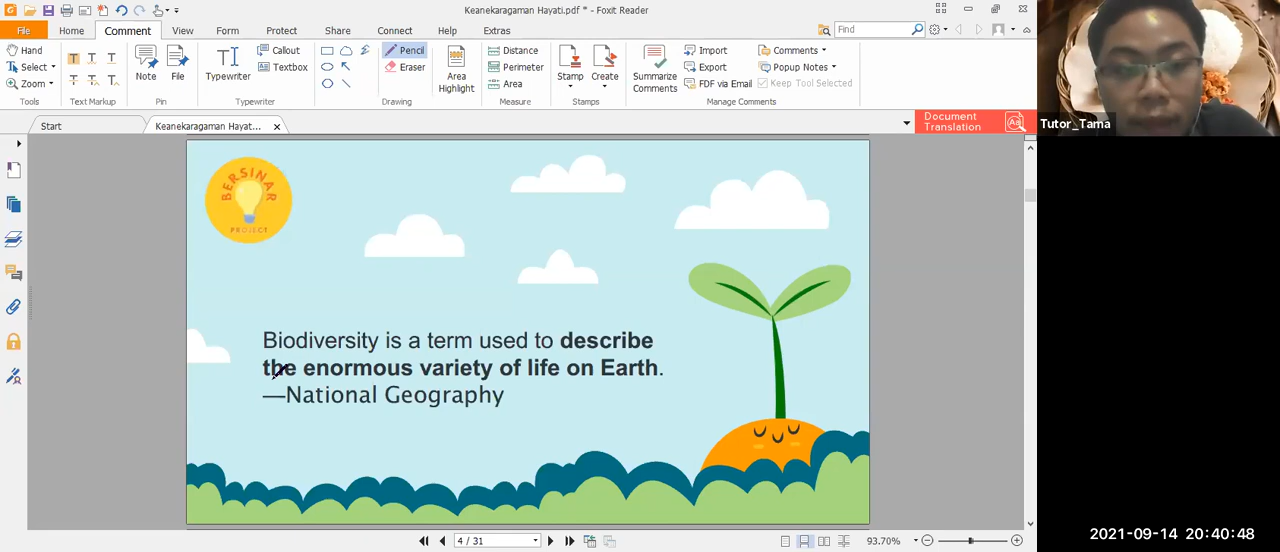 Keanekaragaman Hayati.pdf * - Foxit Reader
File Home Comment View Form Protect Share Connect Help Extras Find
Hand Select Zoom
Tools
Text Markup
Note File
Pin
Typewriter Callout Textbox
Typewriter
Pencil Eraser
Drawing
Area Highlight Distance Perimeter Area
Measure
Stamp Create
Stamps
Summarize Comments Import Export FDF via Email Comments Popup Notes Keep Tool Selected
Manage Comments
Tutor_Tama
Start Keanekaragaman Hayat...
Document Translation
BERSINAR
PROJECT
Biodiversity is a term used to describe
the enormous variety of life on Earth.
—National Geography
4 / 31 93.70%
2021-09-14 20:40:48